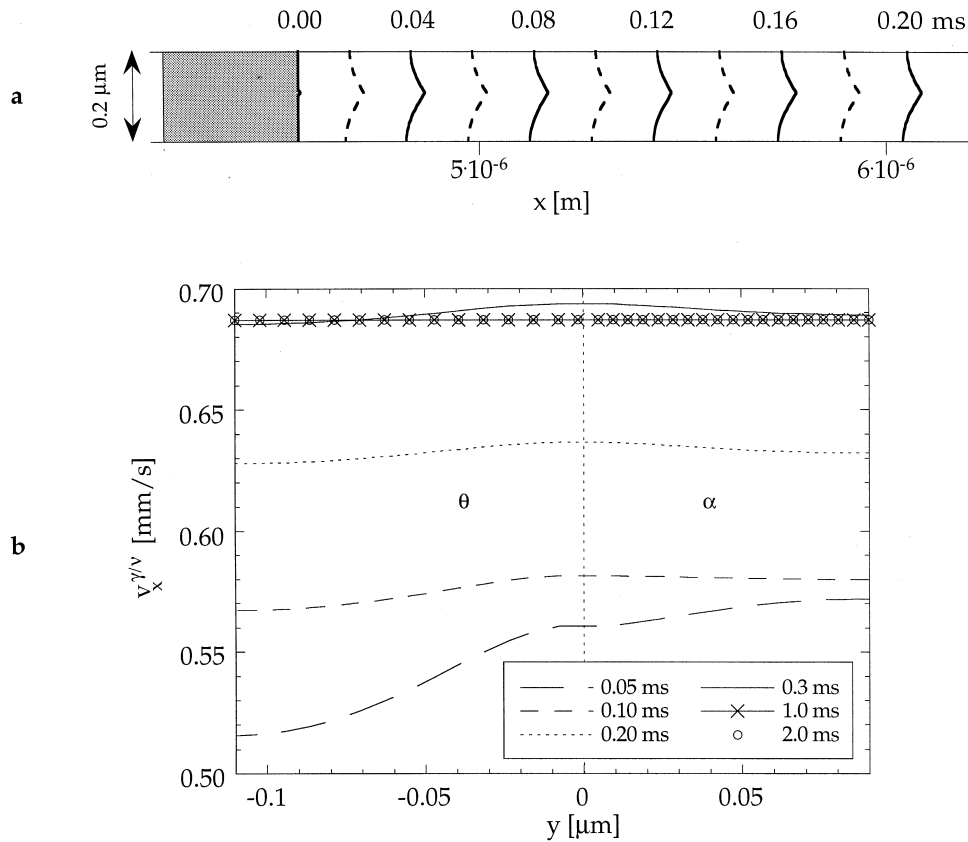 0.00 0.04 0.08 0.12 0.16 0.20 ms
a
0.2 μm
5·10⁻⁶ 6·10⁻⁶
x [m]
b
v_x^γ/ν [mm/s]
0.70
0.65
0.60
0.55
0.50
θ α
0.05 ms 0.3 ms
0.10 ms 1.0 ms
0.20 ms 2.0 ms
-0.1 -0.05 0 0.05
y [μm]